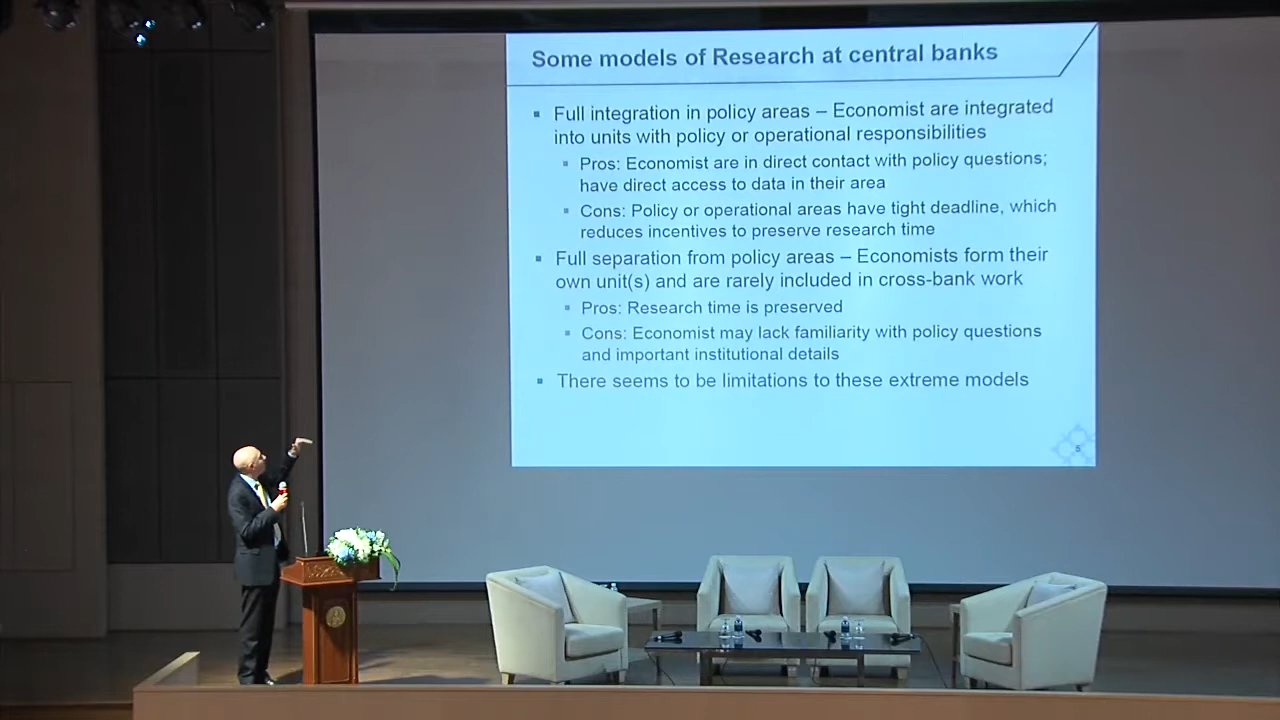 Some models of Research at central banks
Full integration in policy areas – Economist are integrated
into units with policy or operational responsibilities
Pros: Economist are in direct contact with policy questions;
have direct access to data in their area
Cons: Policy or operational areas have tight deadline, which
reduces incentives to preserve research time
Full separation from policy areas – Economists form their
own unit(s) and are rarely included in cross-bank work
Pros: Research time is preserved
Cons: Economist may lack familiarity with policy questions
and important institutional details
There seems to be limitations to these extreme models